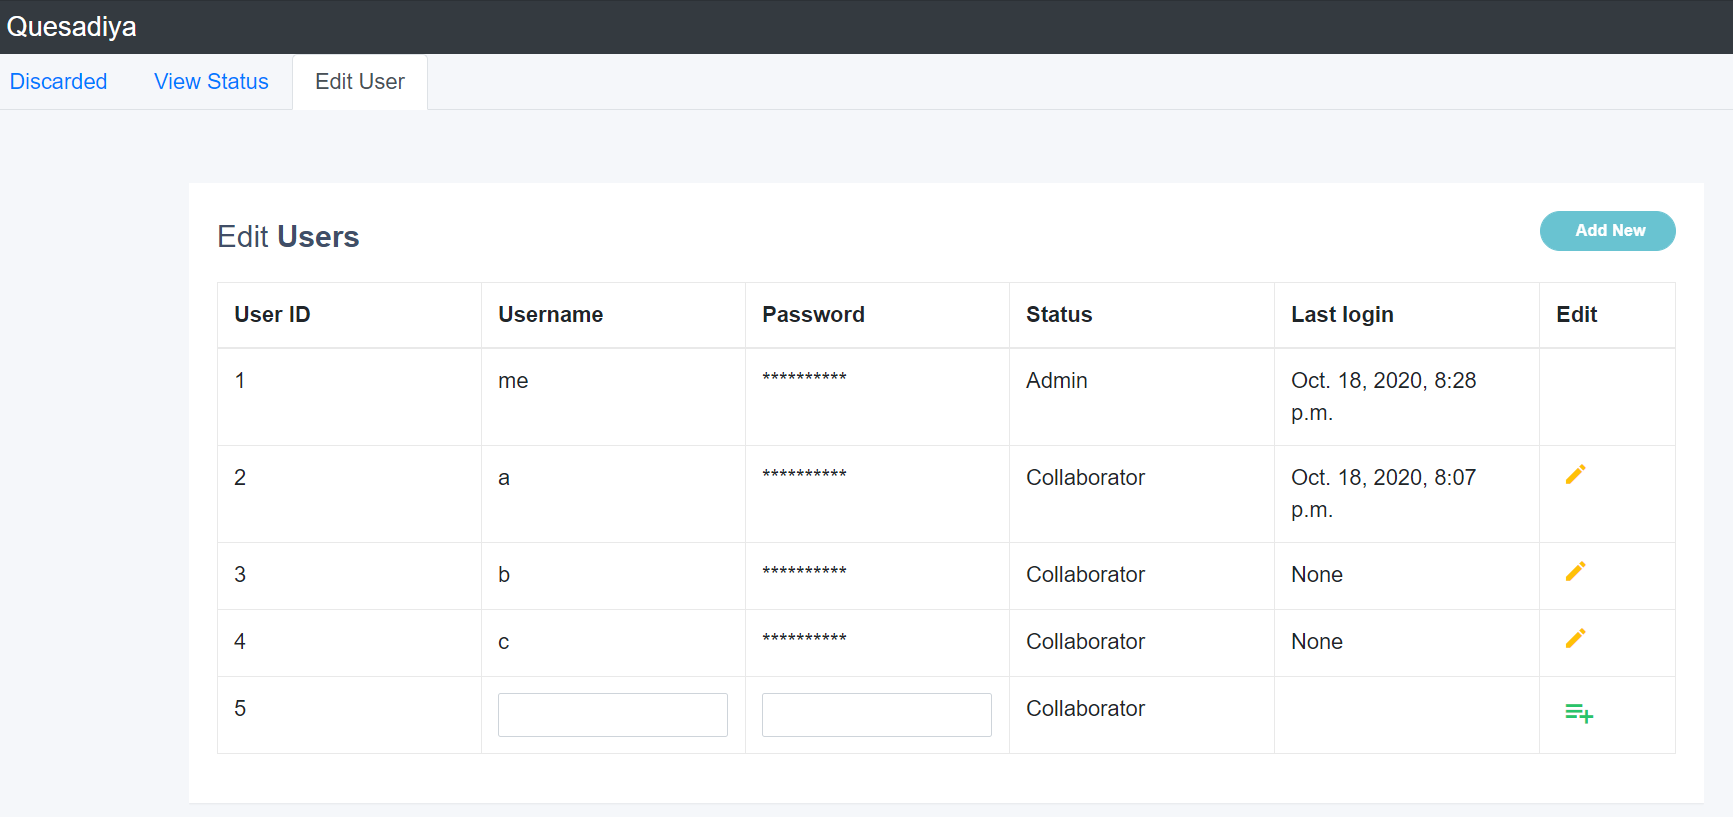 Quesadiya
Discarded View Status Edit User
Edit Users
Add New
User ID Username Password Status Last login Edit
1 me ********** Admin Oct. 18, 2020, 8:28
p.m.
2 a ********** Collaborator Oct. 18, 2020, 8:07
p.m.
3 b ********** Collaborator None
4 c ********** Collaborator None
5 Collaborator